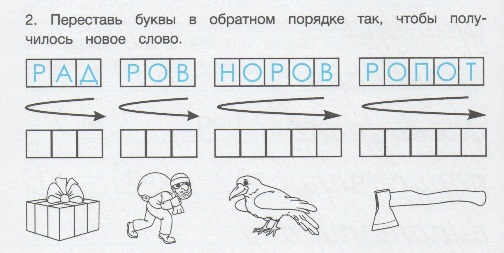 2. Переставь буквы в обратном порядке так, чтобы полу-
чилось новое слово.
РАД РОВ НОРОВ РОПОТ